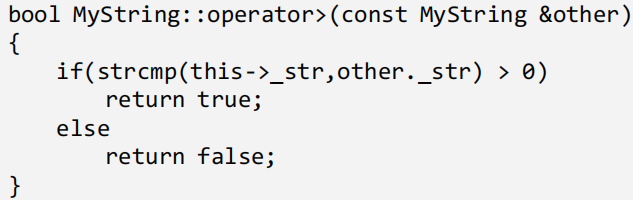 bool MyString::operator>(const MyString &other)
{
    if(strcmp(this->_str,other._str) > 0)
        return true;
    else
        return false;
}